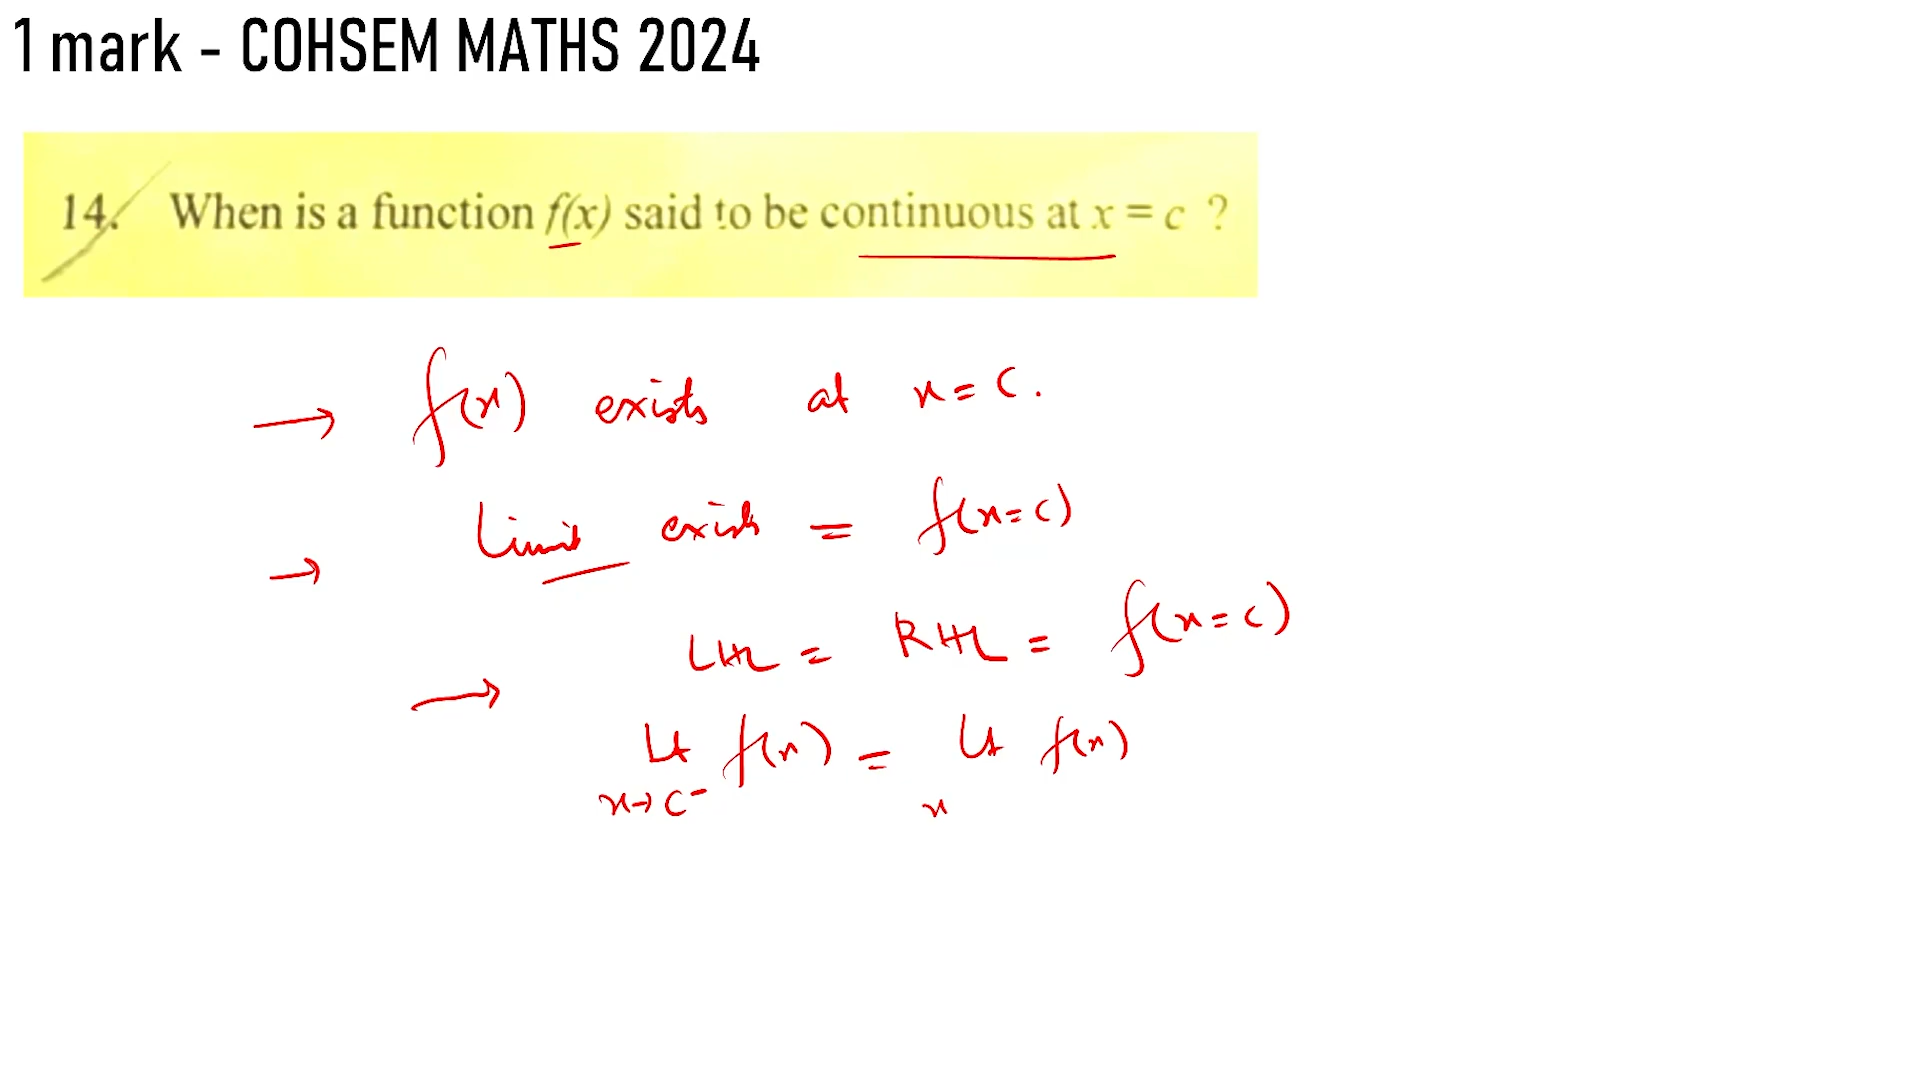 1 mark - COHSEM MATHS 2024
14. When is a function f(x) said to be continuous at x = c ?
→ f(x) exists at x = c.
→ Limit exists = f(x=c)
→ LHL = RHL = f(x=c)
Lt f(x) = Lt f(x)
x→c⁻ x